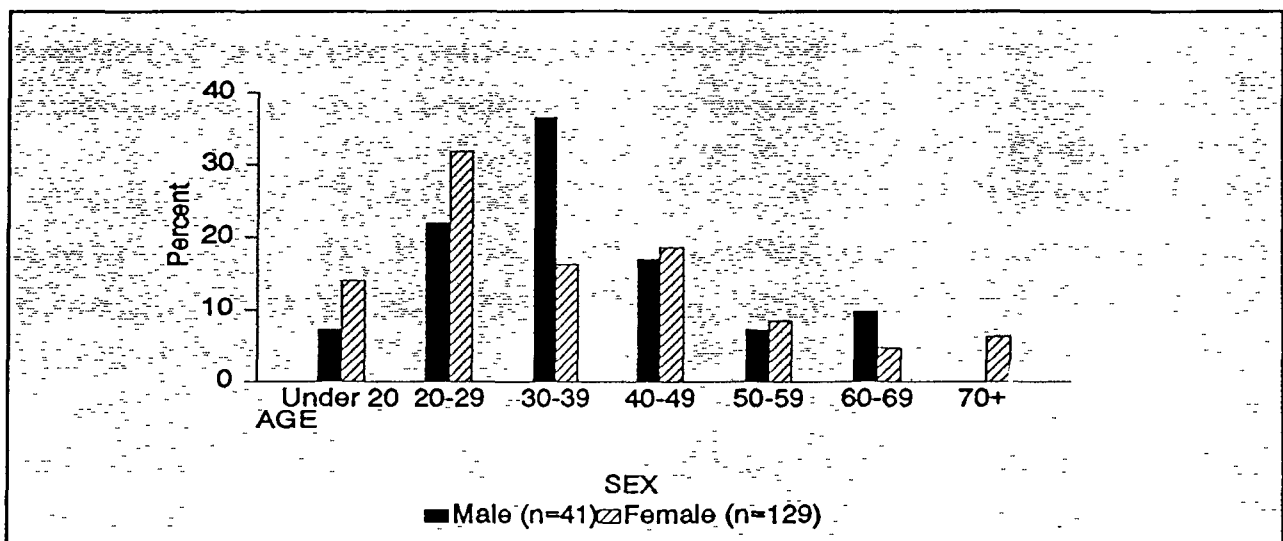 40
30
20
10
0
Percent
Under 20 20-29 30-39 40-49 50-59 60-69 70+
AGE
SEX
Male (n=41) Female (n=129)